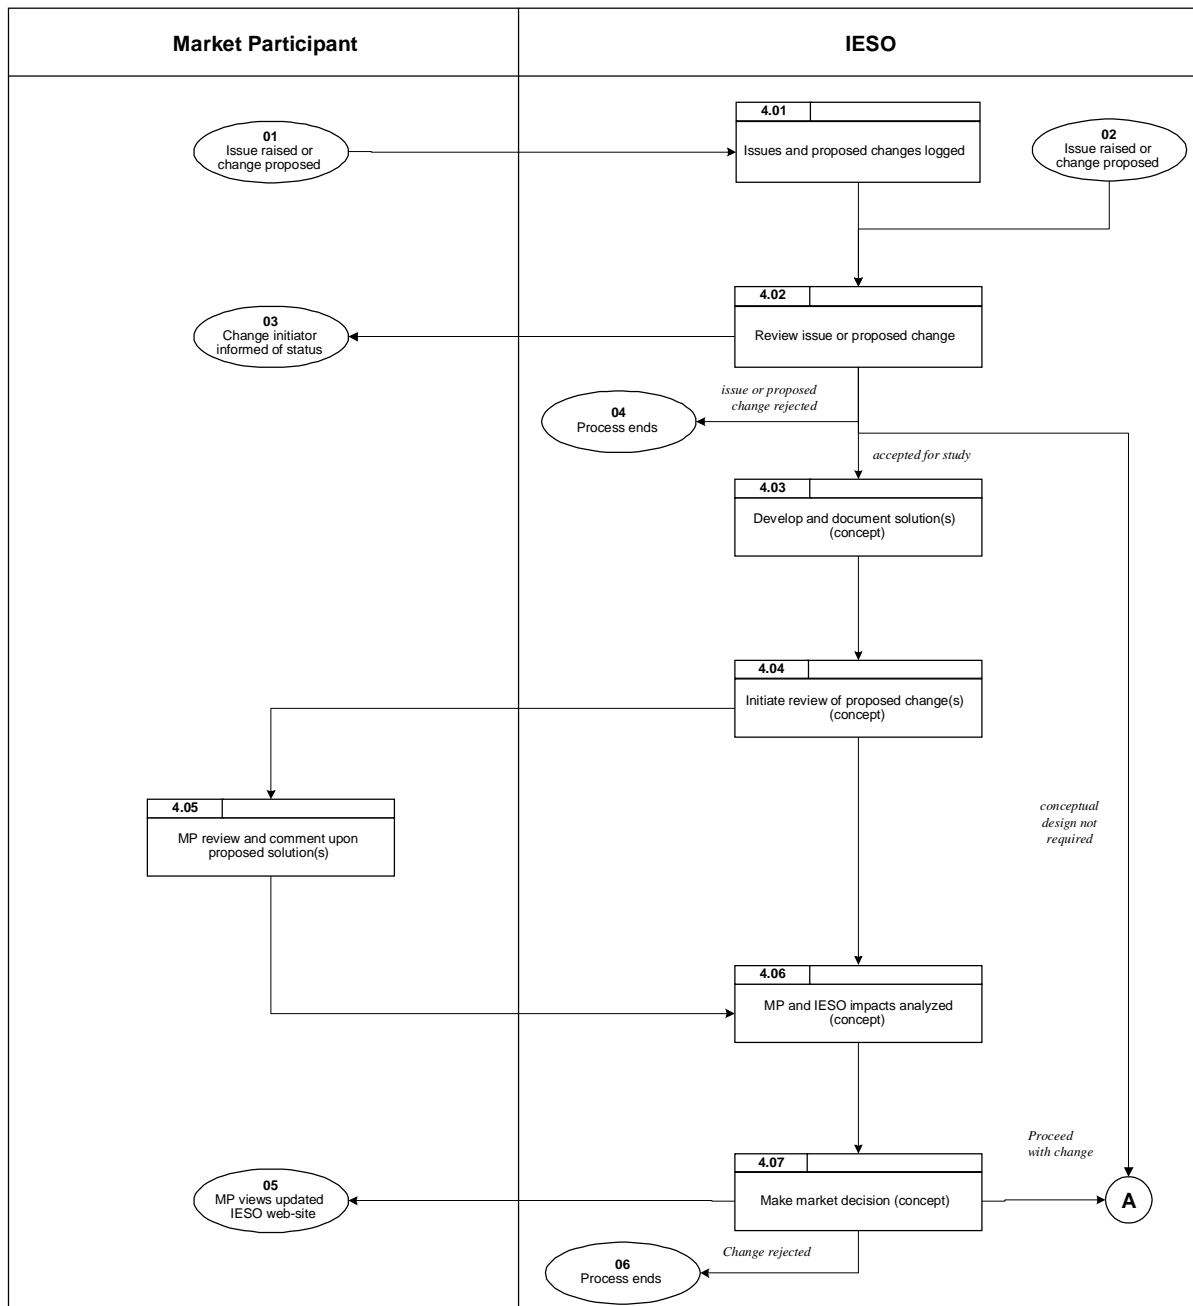 Market Participant
IESO
01
Issue raised or
change proposed
4.01
Issues and proposed changes logged
02
Issue raised or
change proposed
4.02
Review issue or proposed change
03
Change initiator
informed of status
issue or proposed
change rejected
04
Process ends
accepted for study
4.03
Develop and document solution(s)
(concept)
4.04
Initiate review of proposed change(s)
(concept)
4.05
MP review and comment upon
proposed solution(s)
conceptual
design not
required
4.06
MP and IESO impacts analyzed
(concept)
Proceed
with change
4.07
Make market decision (concept)
A
05
MP views updated
IESO web-site
Change rejected
06
Process ends